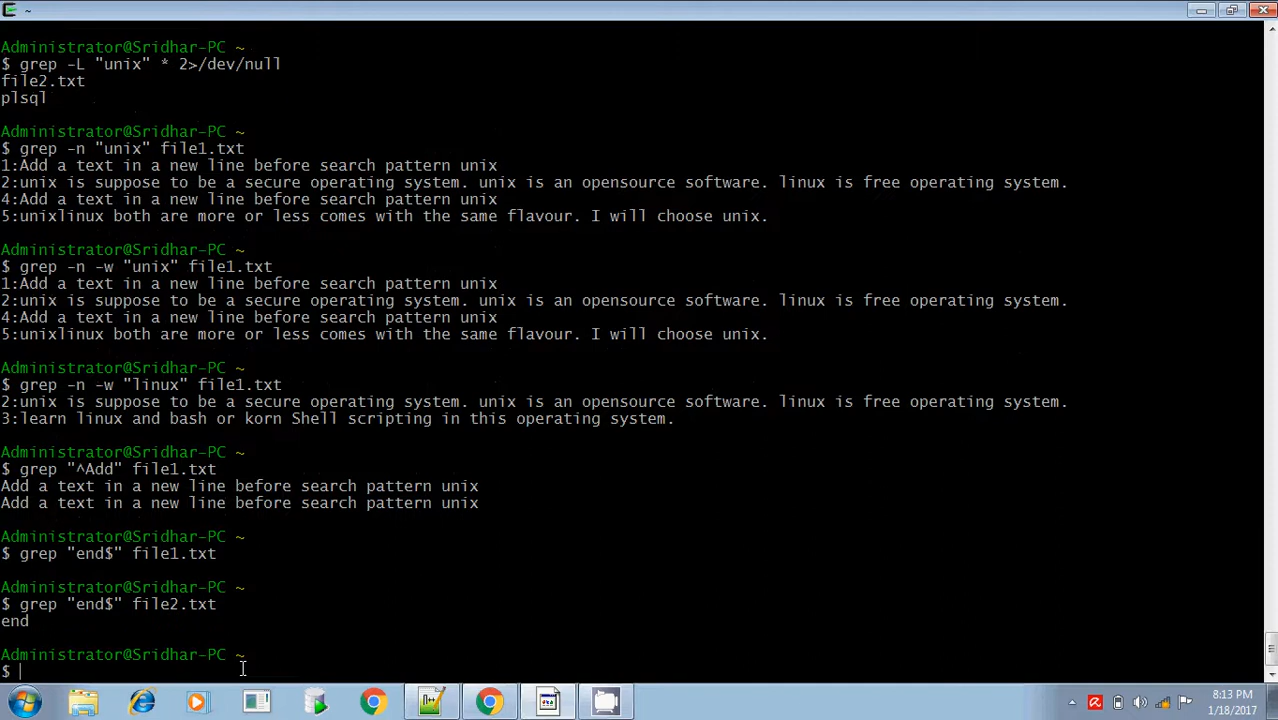 ~
Administrator@Sridhar-PC ~
$ grep -L "unix" * 2>/dev/null
file2.txt
plsql
Administrator@Sridhar-PC ~
$ grep -n "unix" file1.txt
1:Add a text in a new line before search pattern unix
2:unix is suppose to be a secure operating system. unix is an opensource software. linux is free operating system.
4:Add a text in a new line before search pattern unix
5:unixlinux both are more or less comes with the same flavour. I will choose unix.
Administrator@Sridhar-PC ~
$ grep -n -w "unix" file1.txt
1:Add a text in a new line before search pattern unix
2:unix is suppose to be a secure operating system. unix is an opensource software. linux is free operating system.
4:Add a text in a new line before search pattern unix
5:unixlinux both are more or less comes with the same flavour. I will choose unix.
Administrator@Sridhar-PC ~
$ grep -n -w "linux" file1.txt
2:unix is suppose to be a secure operating system. unix is an opensource software. linux is free operating system.
3:learn linux and bash or korn Shell scripting in this operating system.
Administrator@Sridhar-PC ~
$ grep "^Add" file1.txt
Add a text in a new line before search pattern unix
Add a text in a new line before search pattern unix
Administrator@Sridhar-PC ~
$ grep "end$" file1.txt
Administrator@Sridhar-PC ~
$ grep "end$" file2.txt
end
Administrator@Sridhar-PC ~
$
8:13 PM
1/18/2017